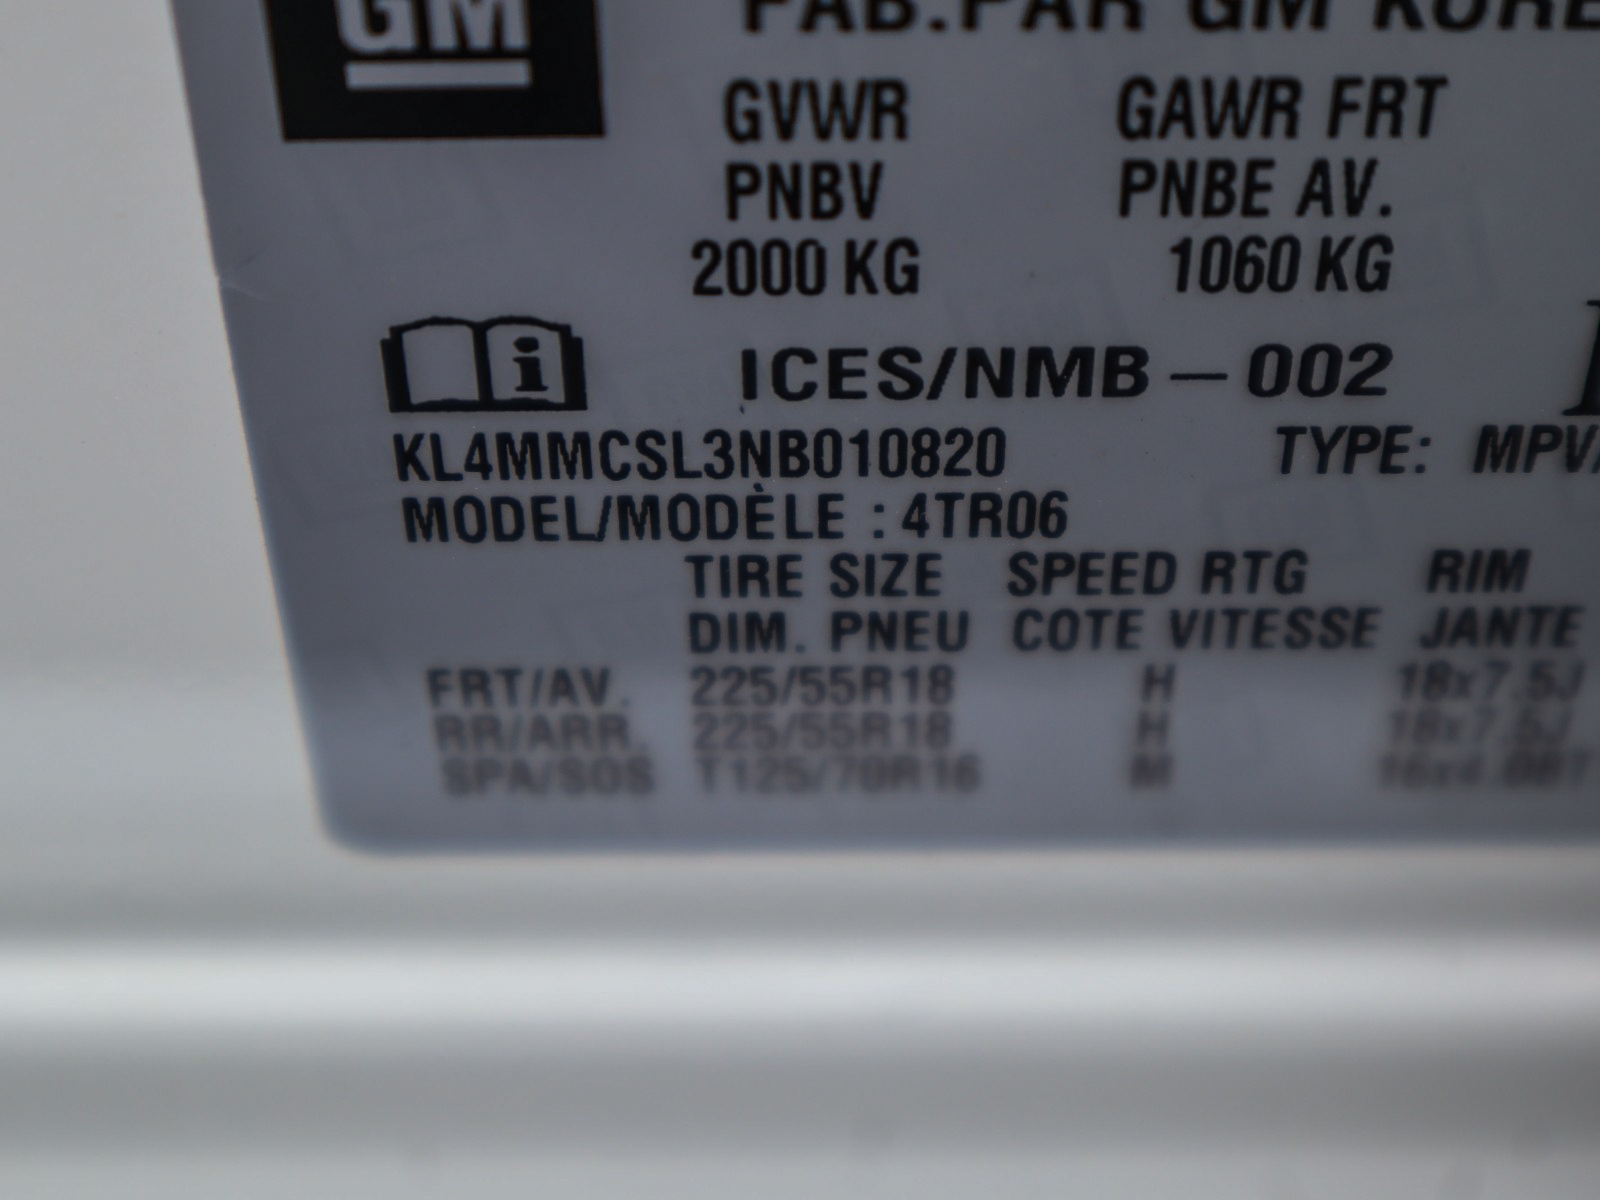 GM
FAB.PAR GM KORE
GVWR GAWR FRT
PNBV PNBE AV.
2000 KG 1060 KG
ICES/NMB-002
KL4MMCSL3NB010820 TYPE: MPV/
MODEL/MODÈLE : 4TR06
TIRE SIZE SPEED RTG RIM
DIM. PNEU COTE VITESSE JANTE
FRT/AV. 225/55R18 H 18x7.5J
RR/ARR. 225/55R18 H 18x7.5J
SPA/SOS T125/70R16 M